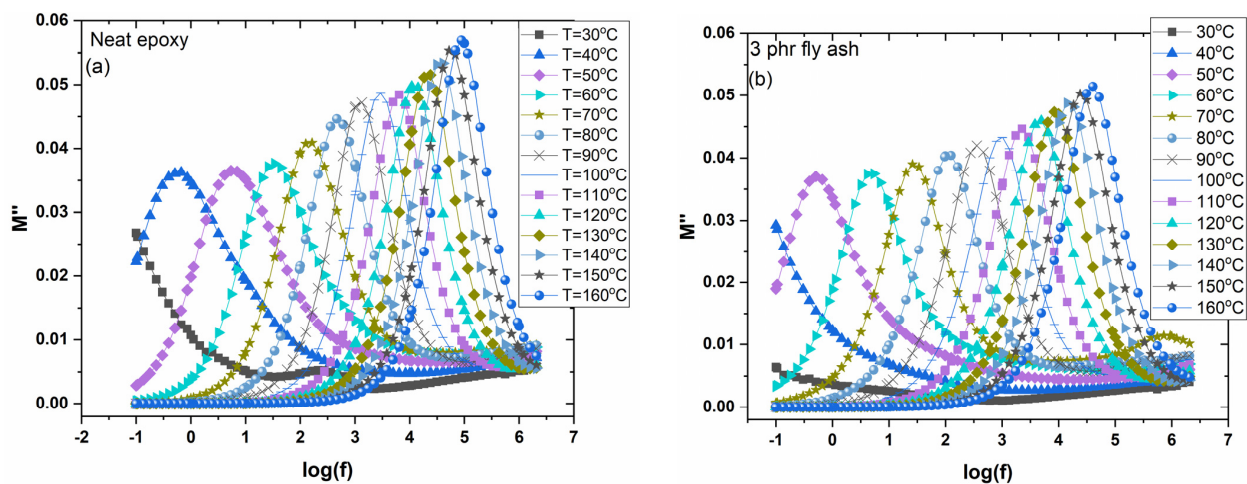 Neat epoxy
(a)
T=30°C
T=40°C
T=50°C
T=60°C
T=70°C
T=80°C
T=90°C
T=100°C
T=110°C
T=120°C
T=130°C
T=140°C
T=150°C
T=160°C
0.06
0.05
0.04
0.03
0.02
0.01
0.00
M"
-2
-1
0
1
2
3
4
5
6
7
log(f)
3 phr fly ash
(b)
30°C
40°C
50°C
60°C
70°C
80°C
90°C
100°C
110°C
120°C
130°C
140°C
150°C
160°C
0.06
0.05
0.04
0.03
0.02
0.01
0.00
M"
-2
-1
0
1
2
3
4
5
6
7
log(f)